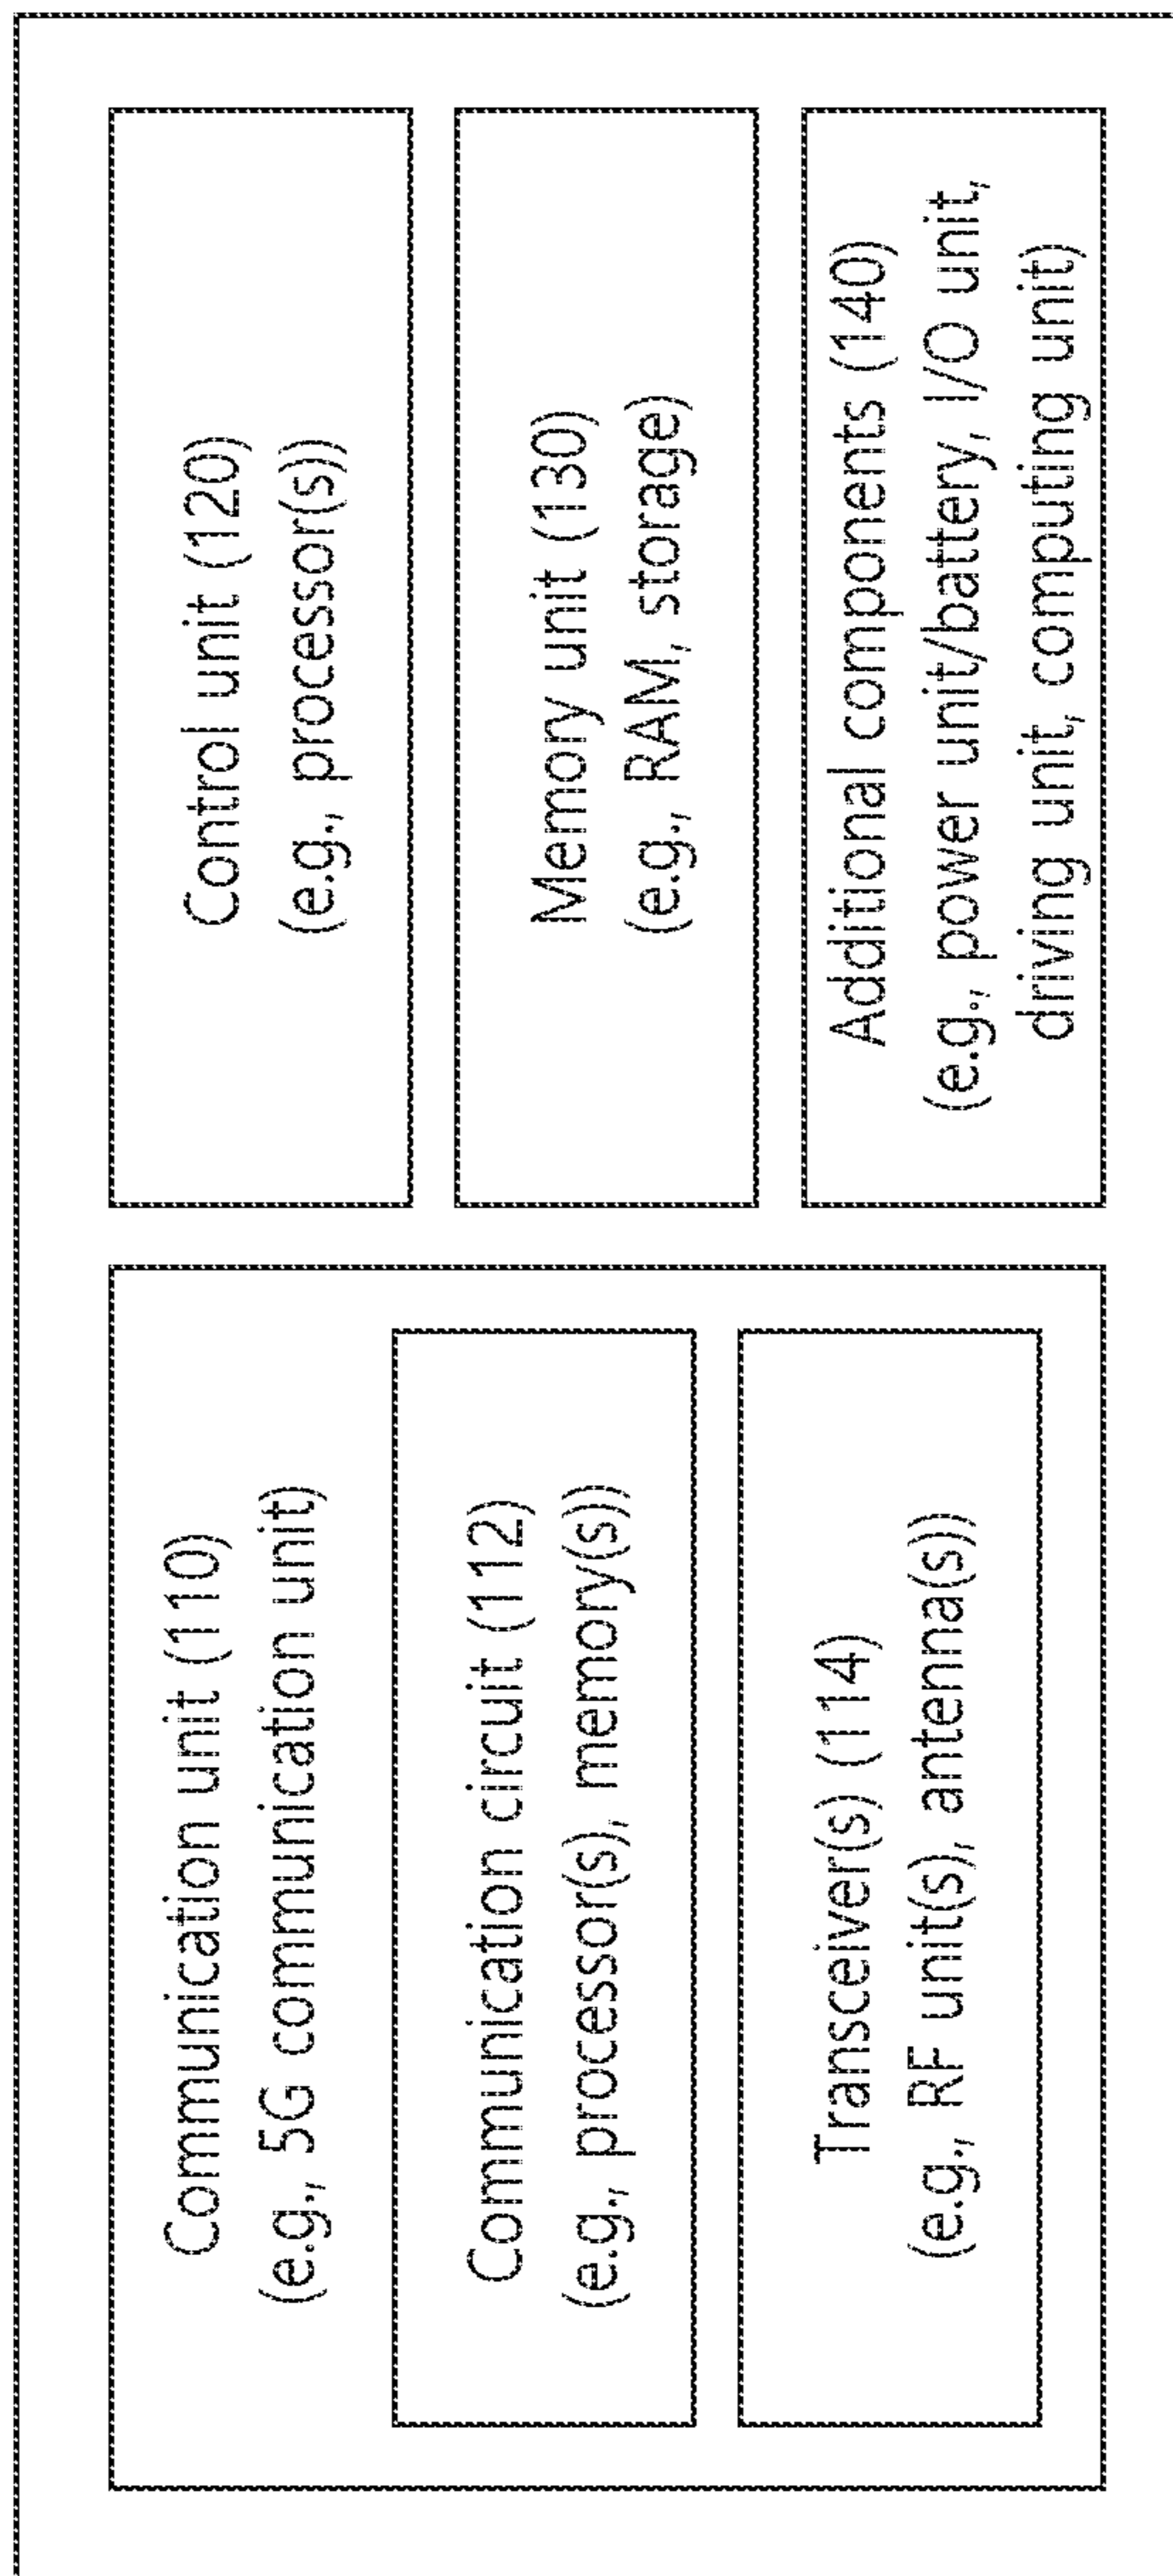 Communication unit (110)
(e.g., 5G communication unit)
Communication circuit (112)
(e.g., processor(s), memory(s))
Transceiver(s) (114)
(e.g., RF unit(s), antenna(s))
Control unit (120)
(e.g., processor(s))
Memory unit (130)
(e.g., RAM, storage)
Additional components (140)
(e.g., power unit/battery, I/O unit,
driving unit, computing unit)